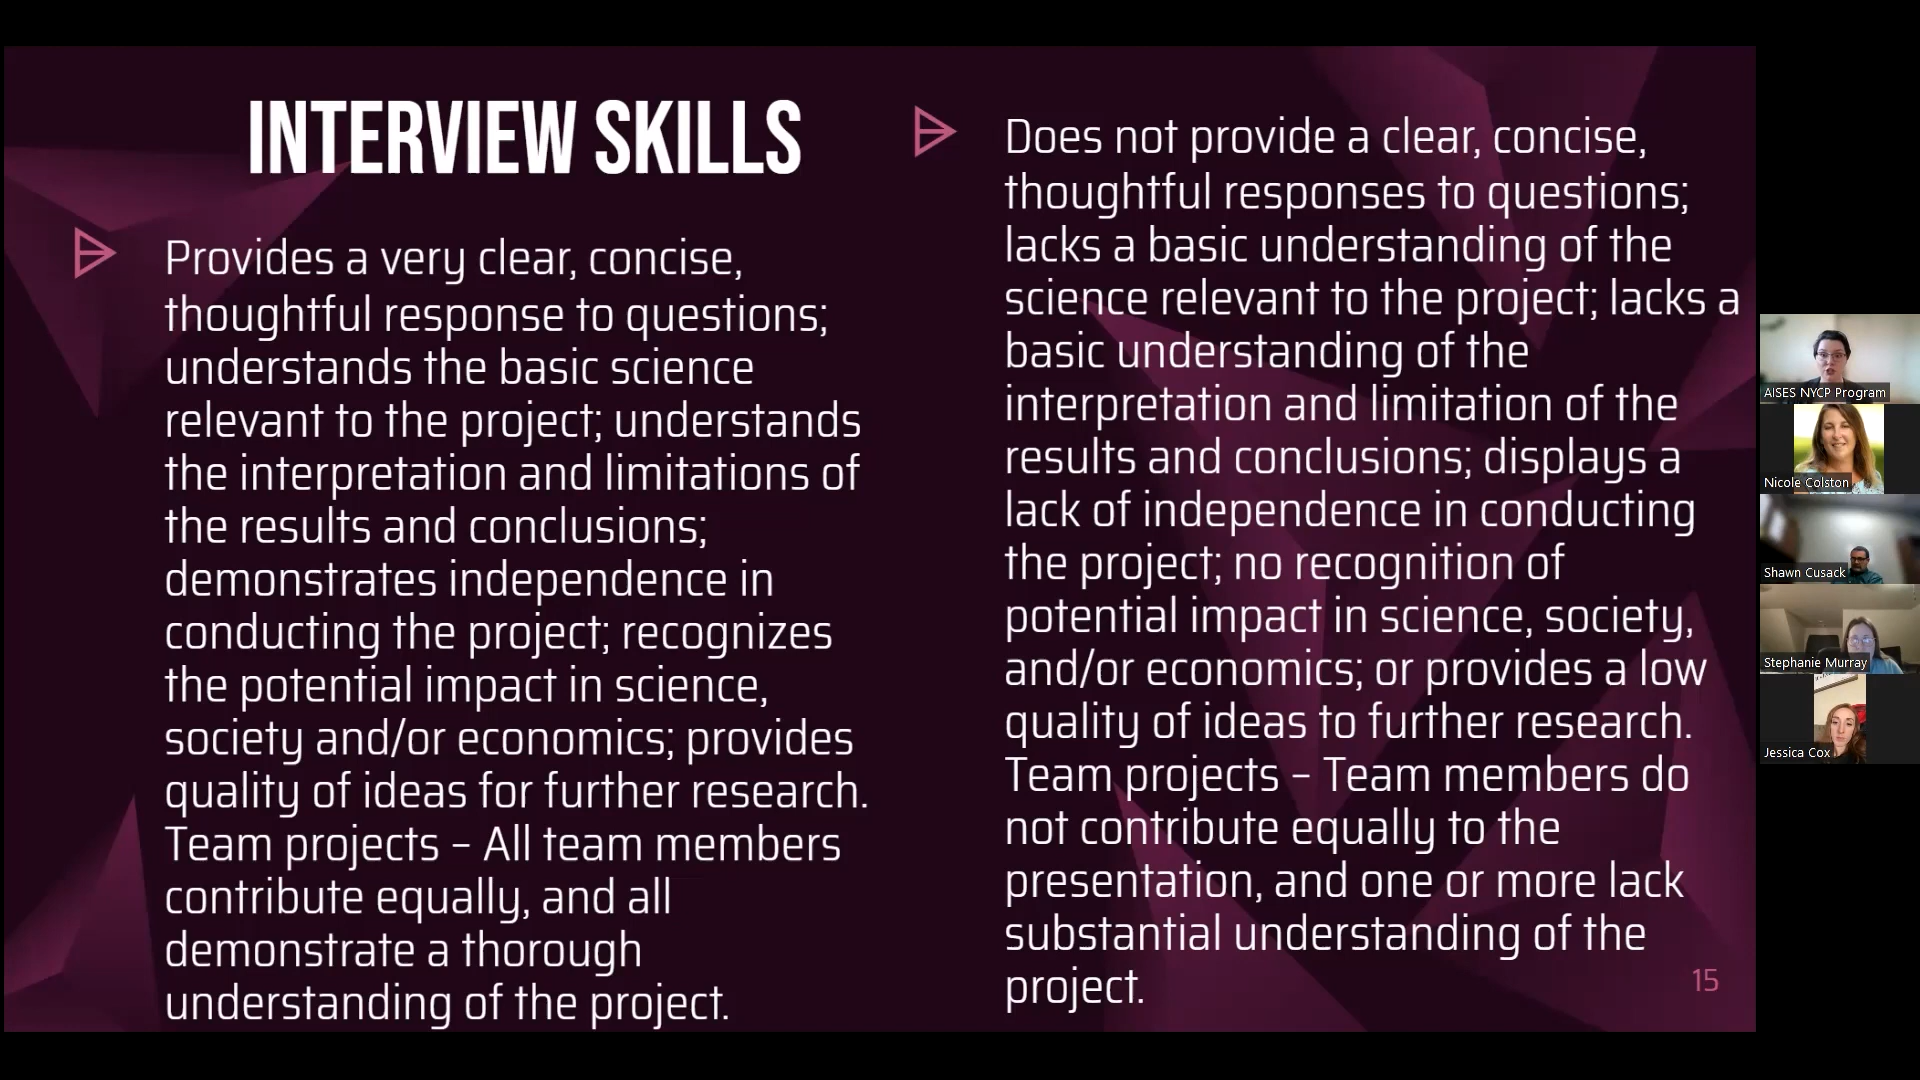 INTERVIEW SKILLS
Provides a very clear, concise,
thoughtful response to questions;
understands the basic science
relevant to the project; understands
the interpretation and limitations of
the results and conclusions;
demonstrates independence in
conducting the project; recognizes
the potential impact in science,
society and/or economics; provides
quality of ideas for further research.
Team projects – All team members
contribute equally, and all
demonstrate a thorough
understanding of the project.
Does not provide a clear, concise,
thoughtful responses to questions;
lacks a basic understanding of the
science relevant to the project; lacks a
basic understanding of the
interpretation and limitation of the
results and conclusions; displays a
lack of independence in conducting
the project; no recognition of
potential impact in science, society,
and/or economics; or provides a low
quality of ideas to further research.
Team projects – Team members do
not contribute equally to the
presentation, and one or more lack
substantial understanding of the
project.
15
AISES NYCP Program
Nicole Colston
Shawn Cusack
Stephanie Murray
Jessica Cox